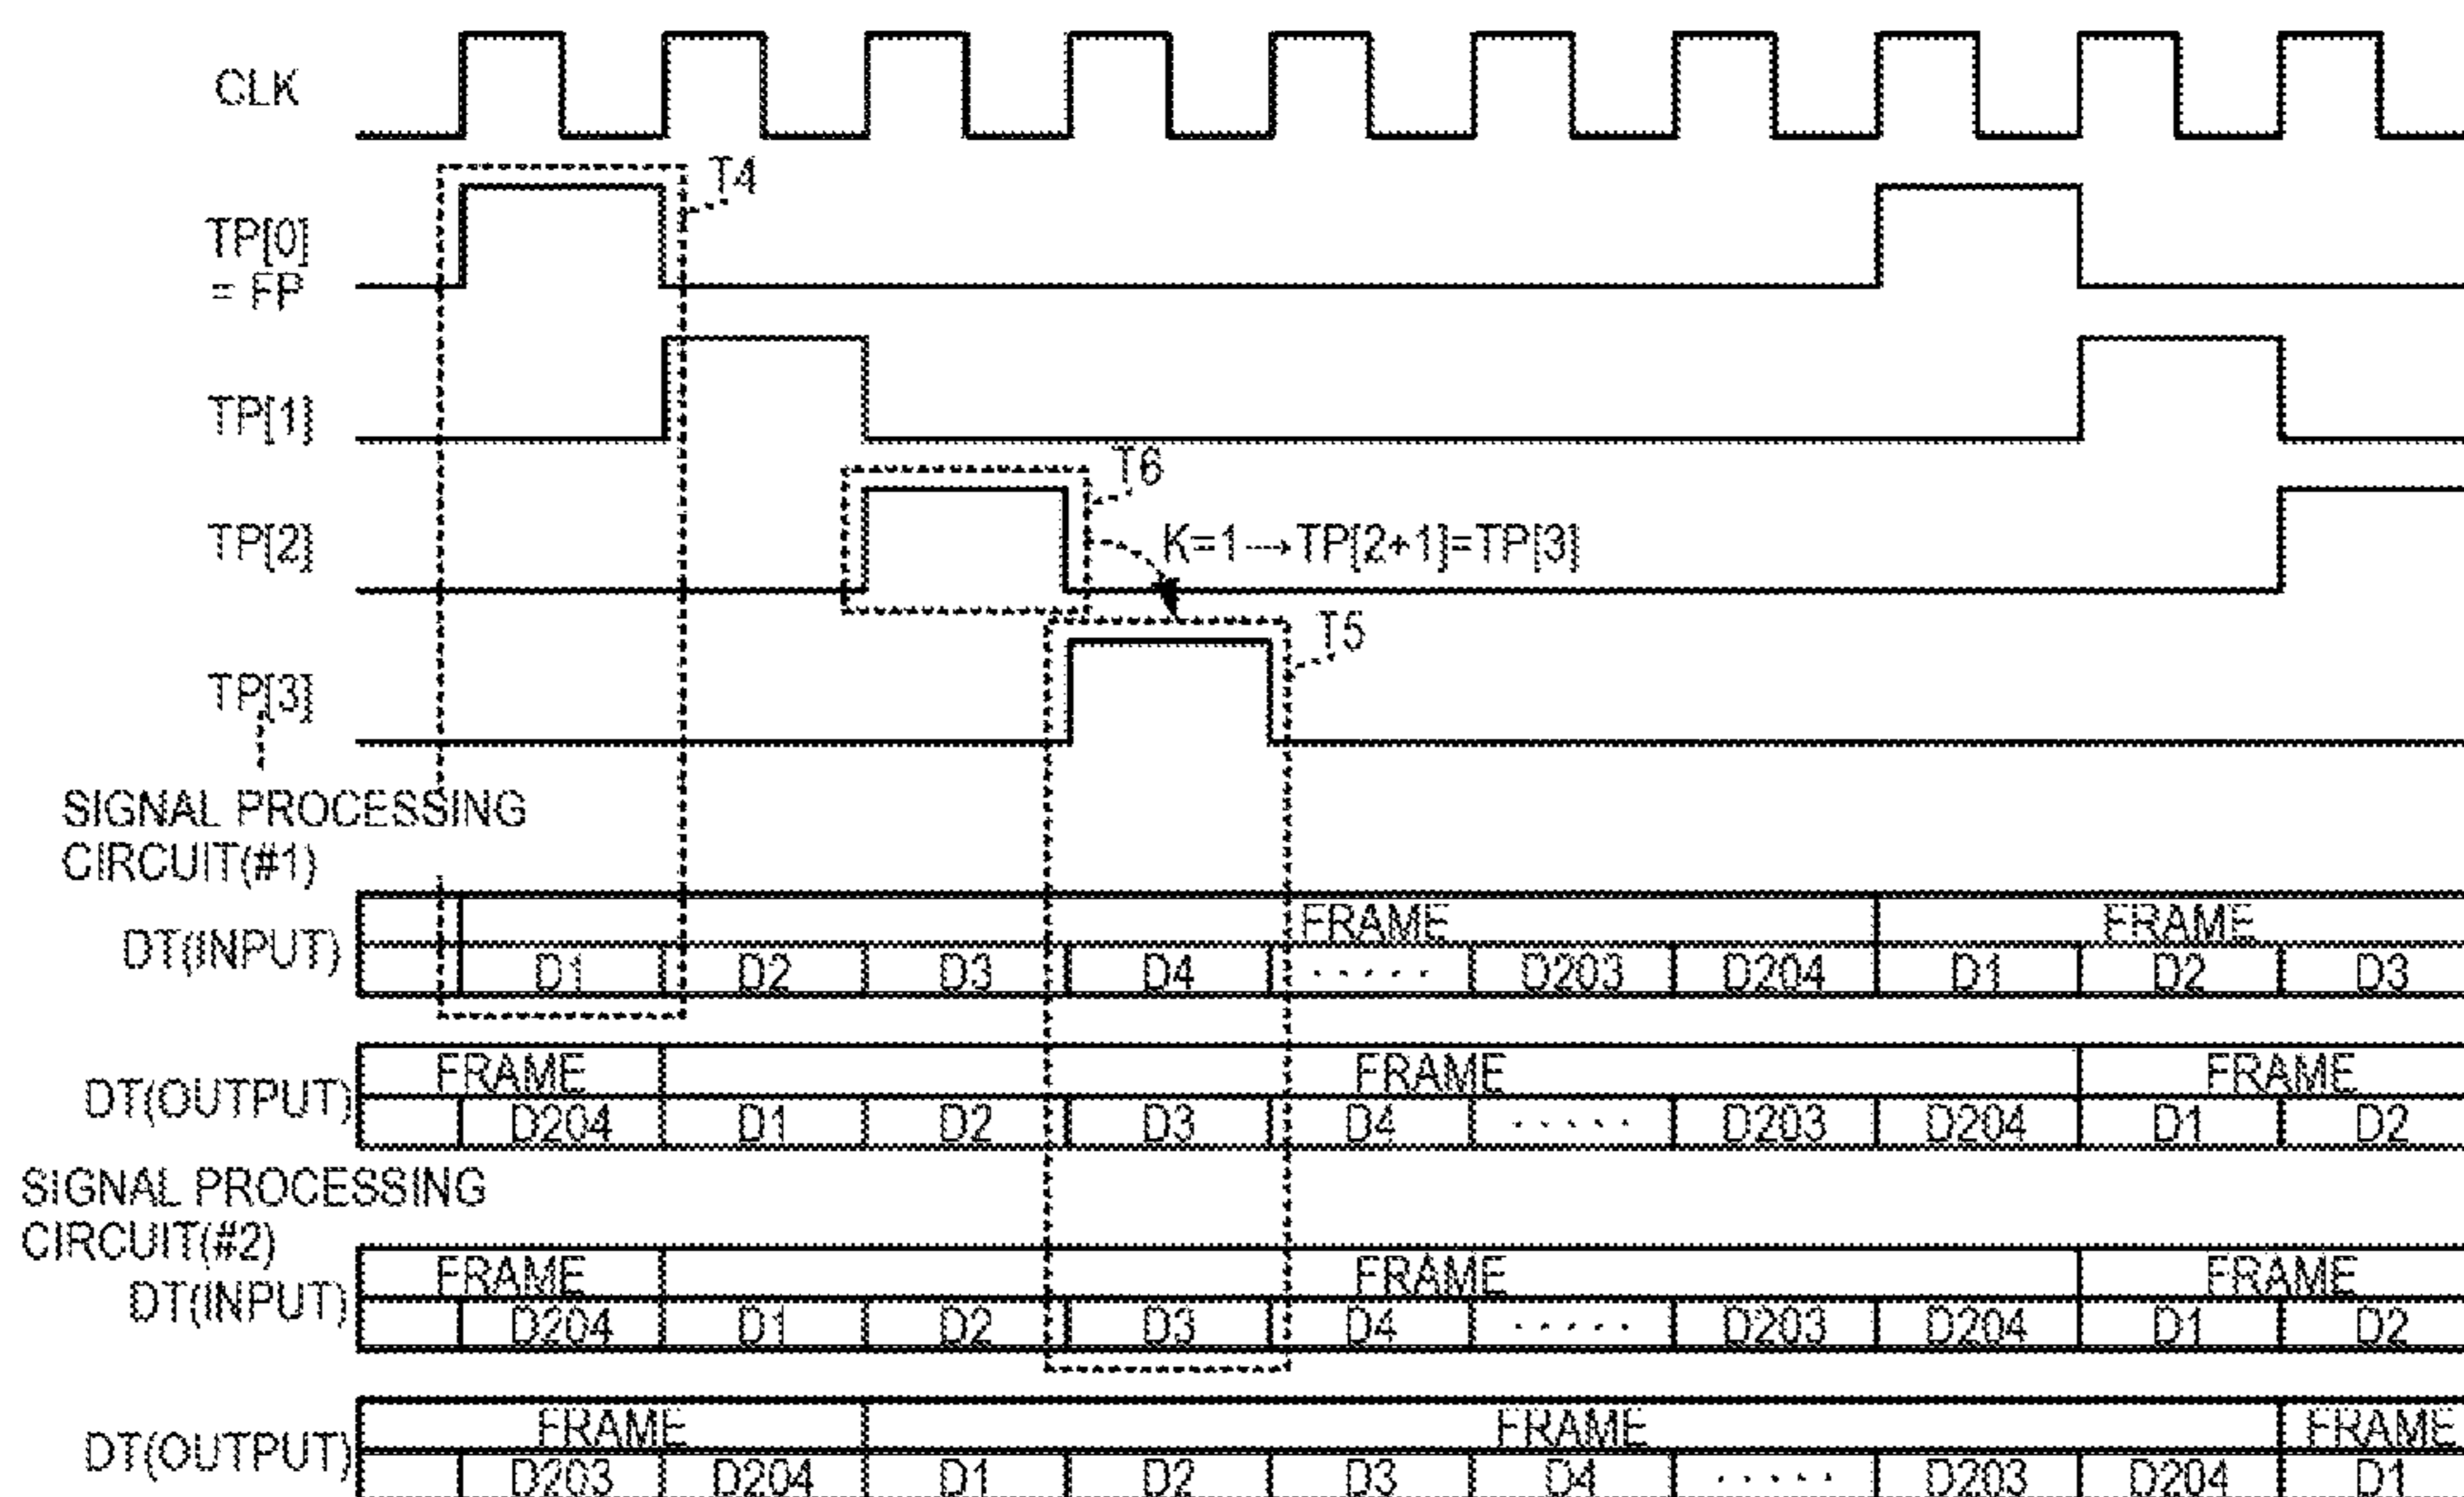 CLK
T4
TP[0]
= FP
TP[1]
T6
TP[2]
K=1→TP[2+1]=TP[3]
T5
TP[3]
SIGNAL PROCESSING
CIRCUIT(#1)
FRAME FRAME
DT(INPUT)
D1 D2 D3 D4 ····· D203 D204 D1 D2 D3
FRAME FRAME FRAME
DT(OUTPUT)
D204 D1 D2 D3 D4 ····· D203 D204 D1 D2
SIGNAL PROCESSING
CIRCUIT(#2)
FRAME FRAME FRAME
DT(INPUT)
D204 D1 D2 D3 D4 ····· D203 D204 D1 D2
FRAME FRAME FRAME
DT(OUTPUT)
D203 D204 D1 D2 D3 D4 ····· D203 D204 D1